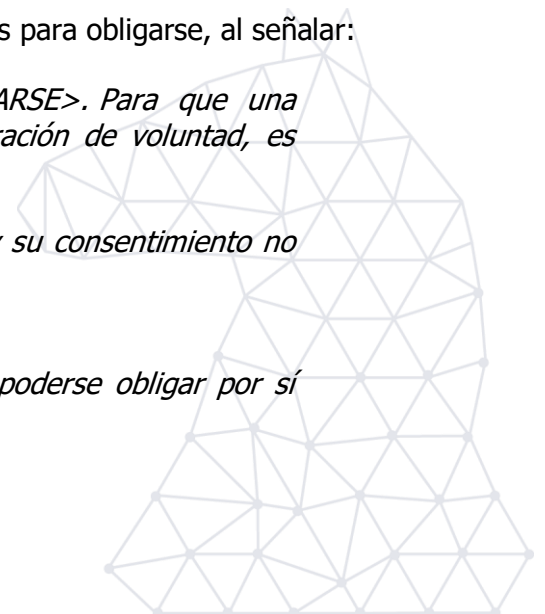 s para obligarse, al señalar:
ARSE>. Para que una
ración de voluntad, es
su consentimiento no
poderse obligar por sí